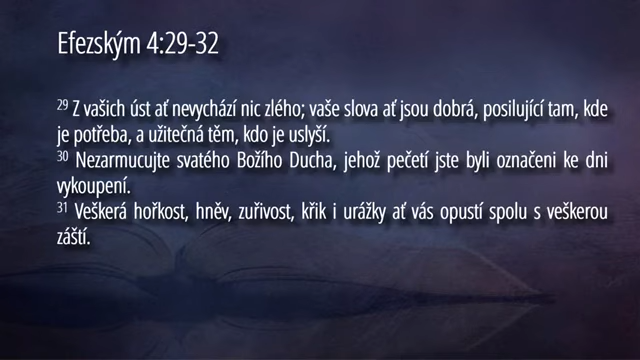 Efezským 4:29-32
29 Z vašich úst ať nevychází nic zlého; vaše slova ať jsou dobrá, posilující tam, kde
je potřeba, a užitečná těm, kdo je uslyší.
30 Nezarmucujte svatého Božího Ducha, jehož pečetí jste byli označeni ke dni
vykoupení.
31 Veškerá hořkost, hněv, zuřivost, křik i urážky ať vás opustí spolu s veškerou
záští.